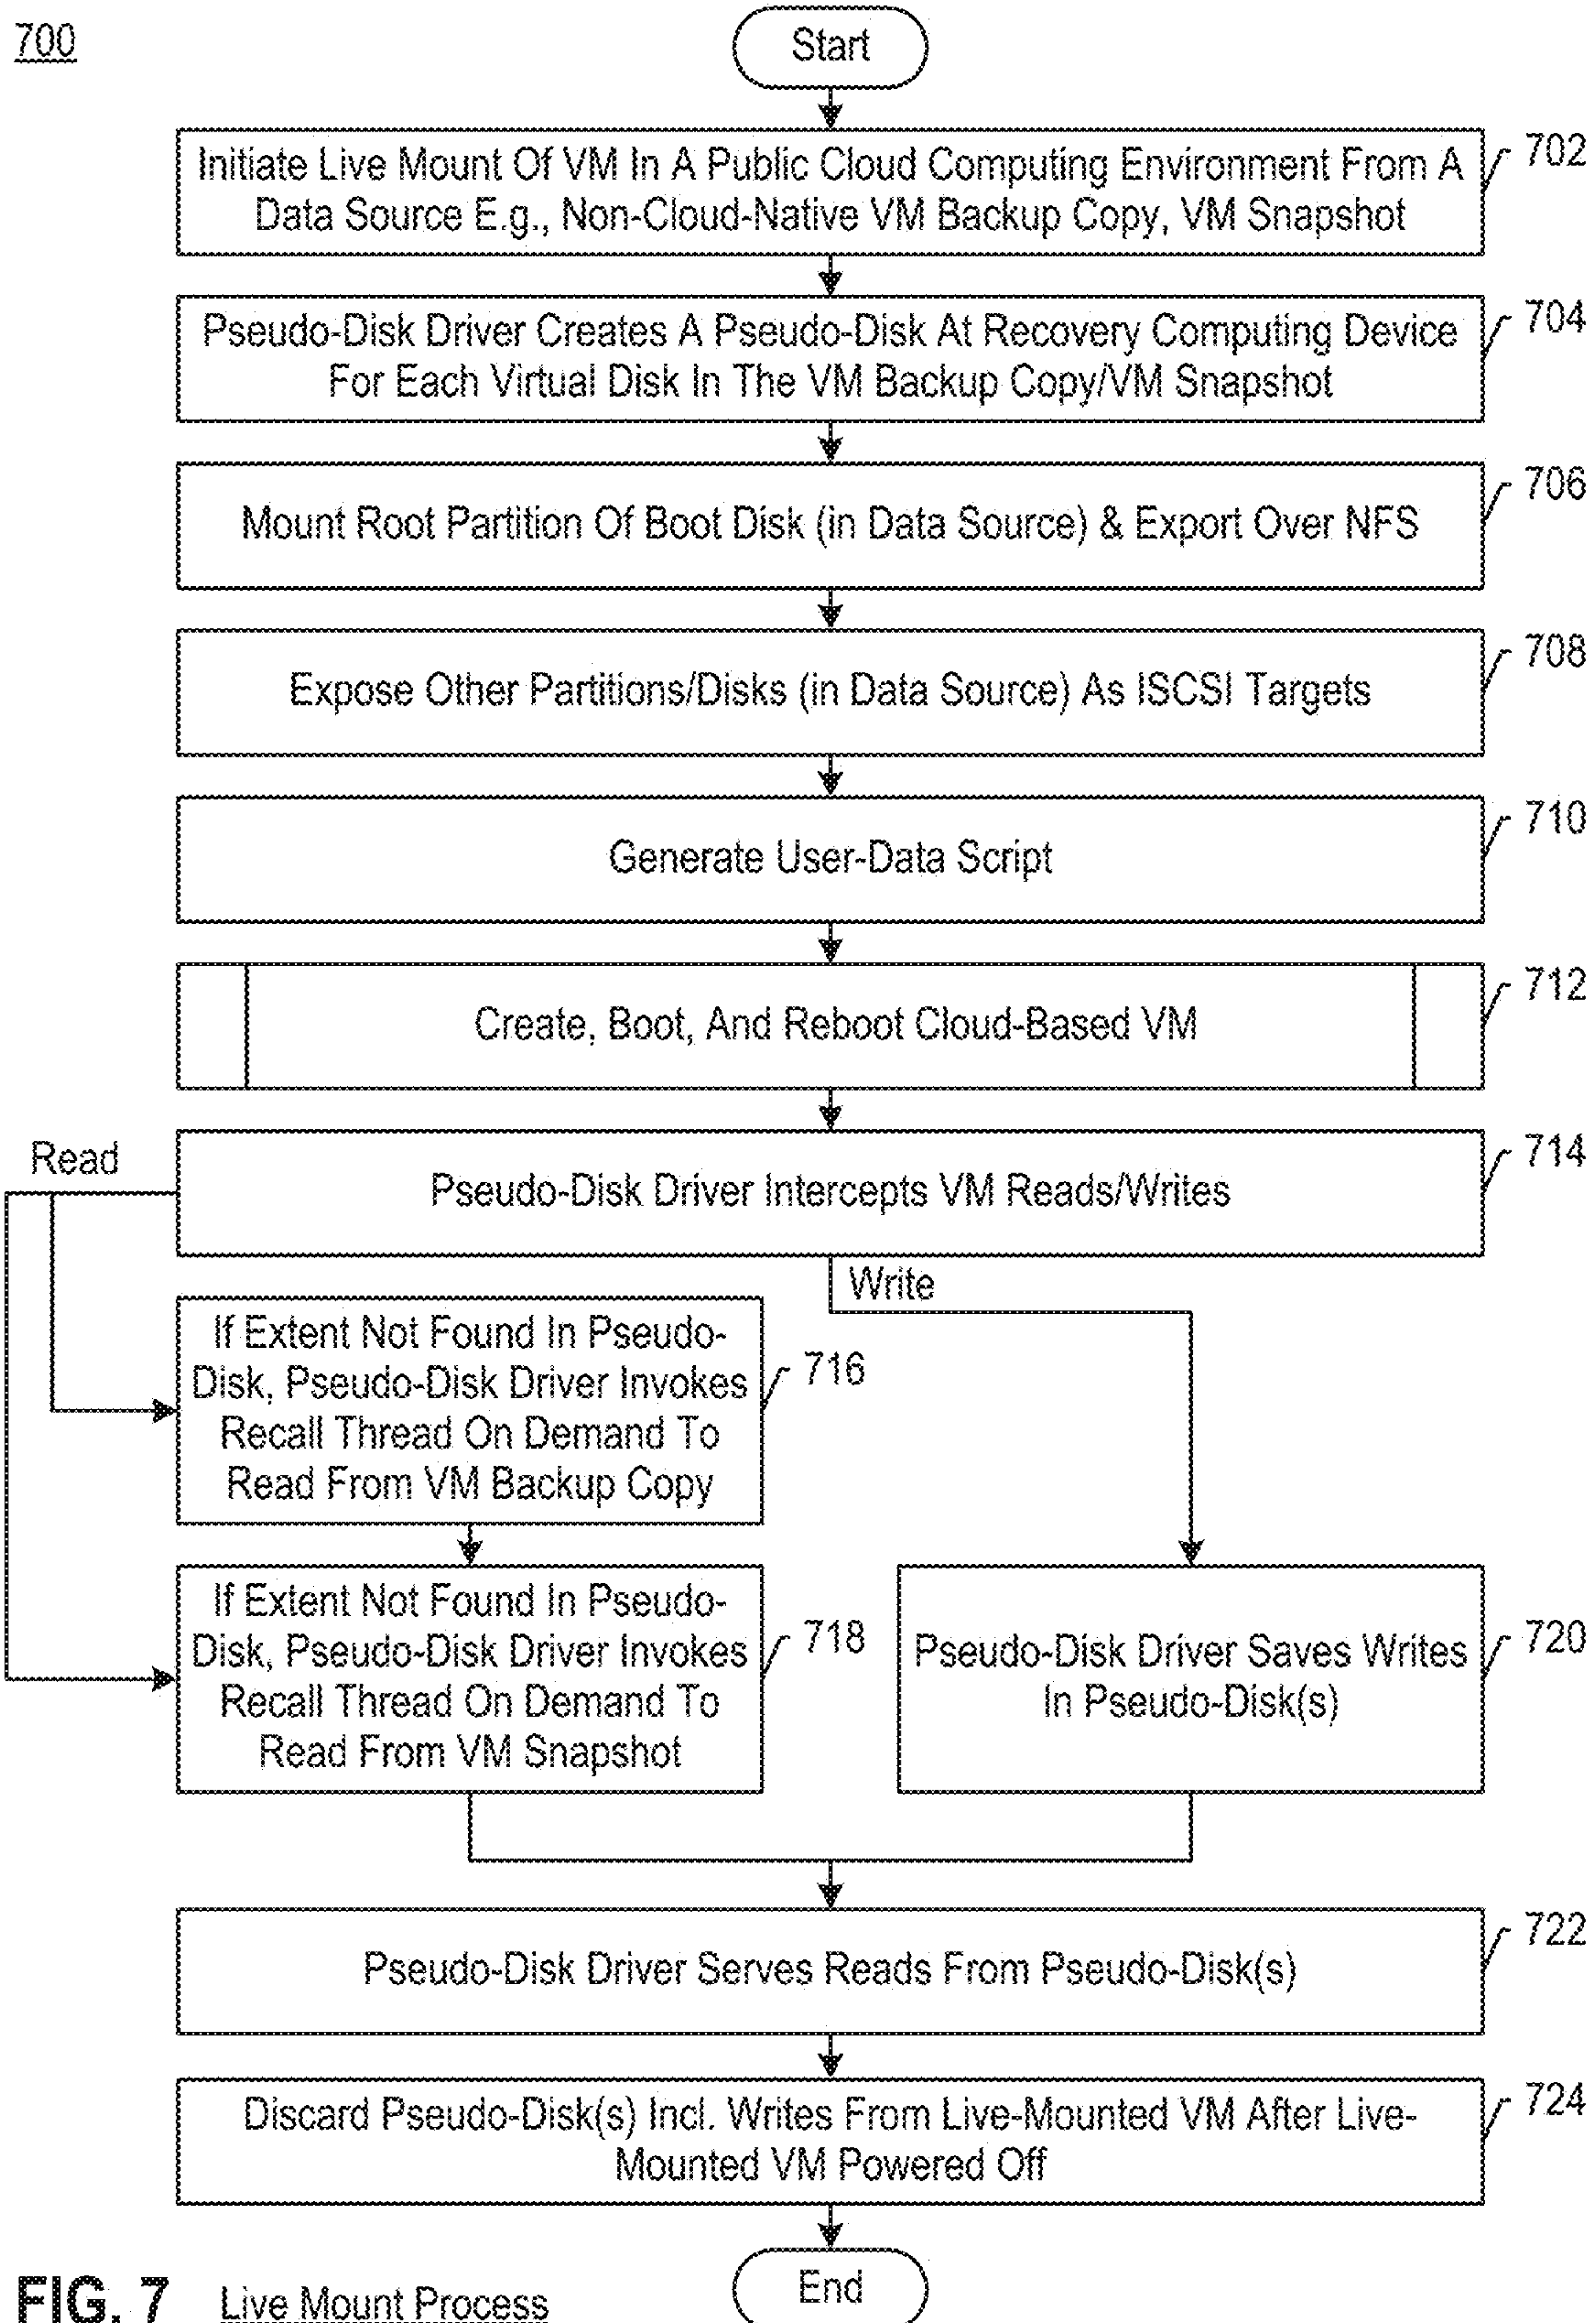 700
Start
Initiate Live Mount Of VM In A Public Cloud Computing Environment From A
Data Source E.g., Non-Cloud-Native VM Backup Copy, VM Snapshot
702
Pseudo-Disk Driver Creates A Pseudo-Disk At Recovery Computing Device
For Each Virtual Disk In The VM Backup Copy/VM Snapshot
704
Mount Root Partition Of Boot Disk (in Data Source) & Export Over NFS
706
Expose Other Partitions/Disks (in Data Source) As ISCSI Targets
708
Generate User-Data Script
710
Create, Boot, And Reboot Cloud-Based VM
712
Pseudo-Disk Driver Intercepts VM Reads/Writes
714
Read
Write
If Extent Not Found In Pseudo-
Disk, Pseudo-Disk Driver Invokes
Recall Thread On Demand To
Read From VM Backup Copy
716
If Extent Not Found In Pseudo-
Disk, Pseudo-Disk Driver Invokes
Recall Thread On Demand To
Read From VM Snapshot
718
Pseudo-Disk Driver Saves Writes
In Pseudo-Disk(s)
720
Pseudo-Disk Driver Serves Reads From Pseudo-Disk(s)
722
Discard Pseudo-Disk(s) Incl. Writes From Live-Mounted VM After Live-
Mounted VM Powered Off
724
End
FIG. 7 Live Mount Process